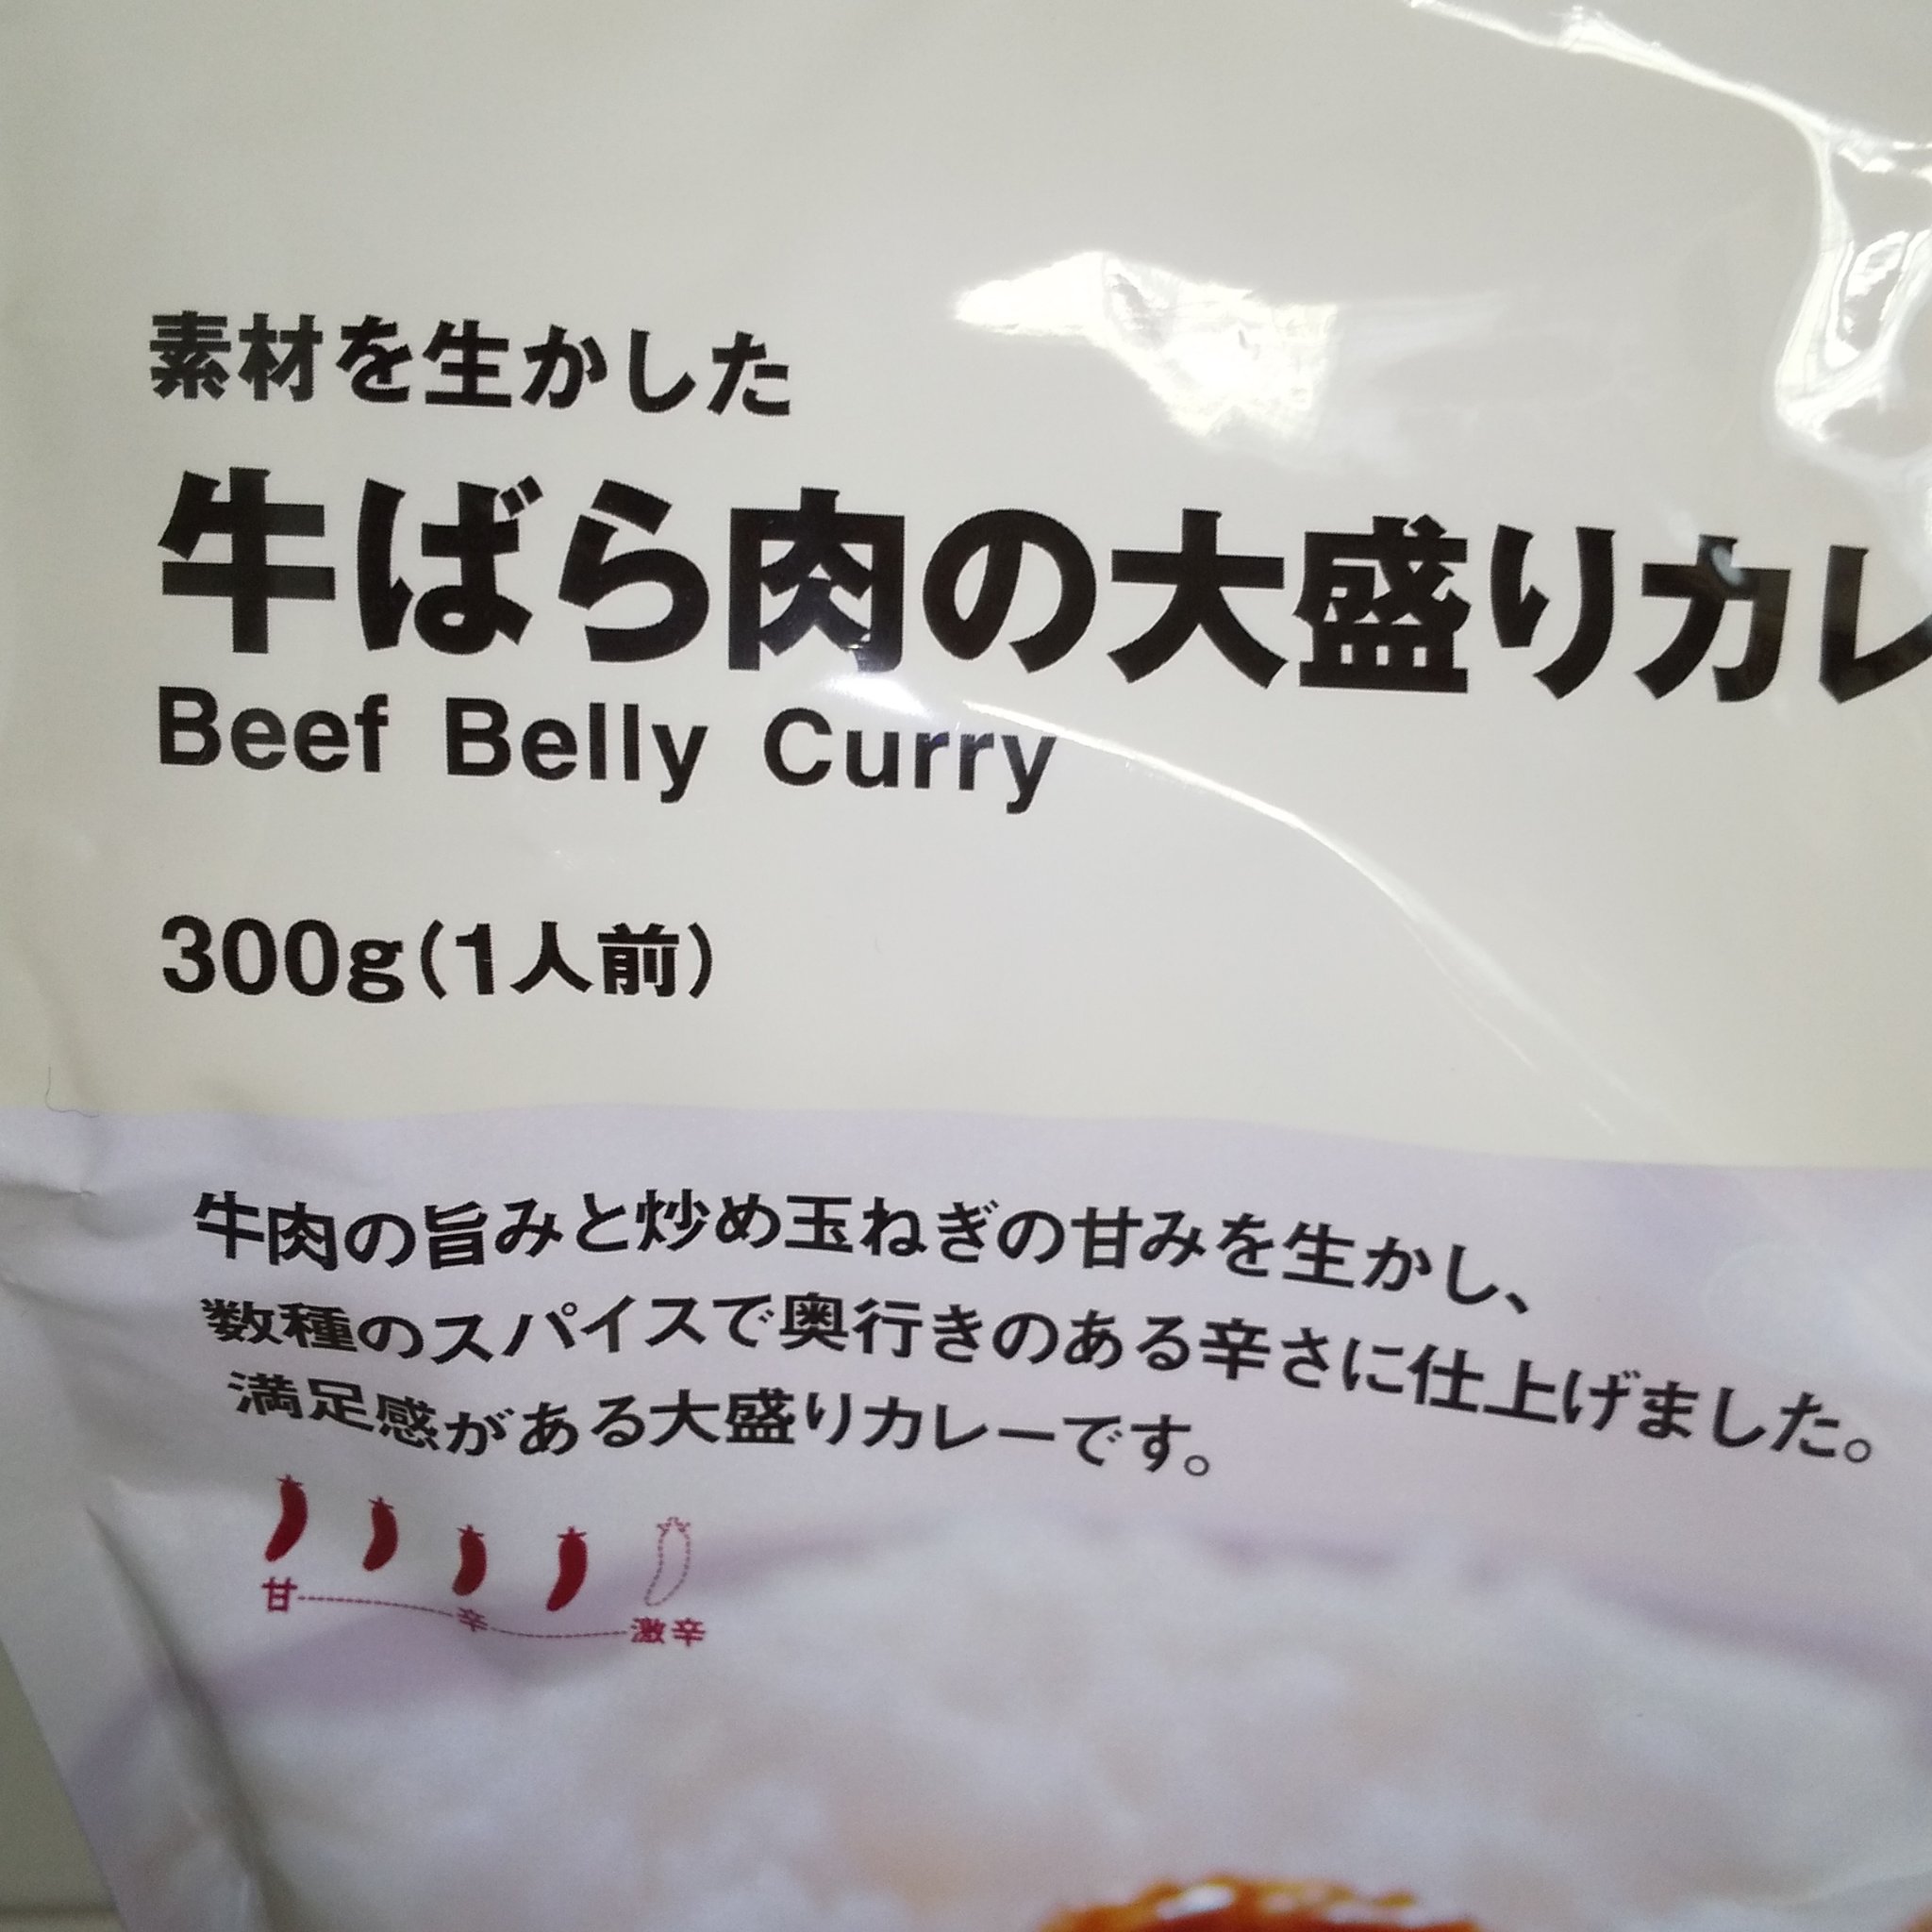 素材を生かした
牛ばら肉の大盛りカレ
Beef Belly Curry
300g(1人前)
牛肉の旨みと炒め玉ねぎの甘みを生かし、
数種のスパイスで奥行きのある辛さに仕上げました。
満足感がある大盛りカレーです。
甘 辛 激辛